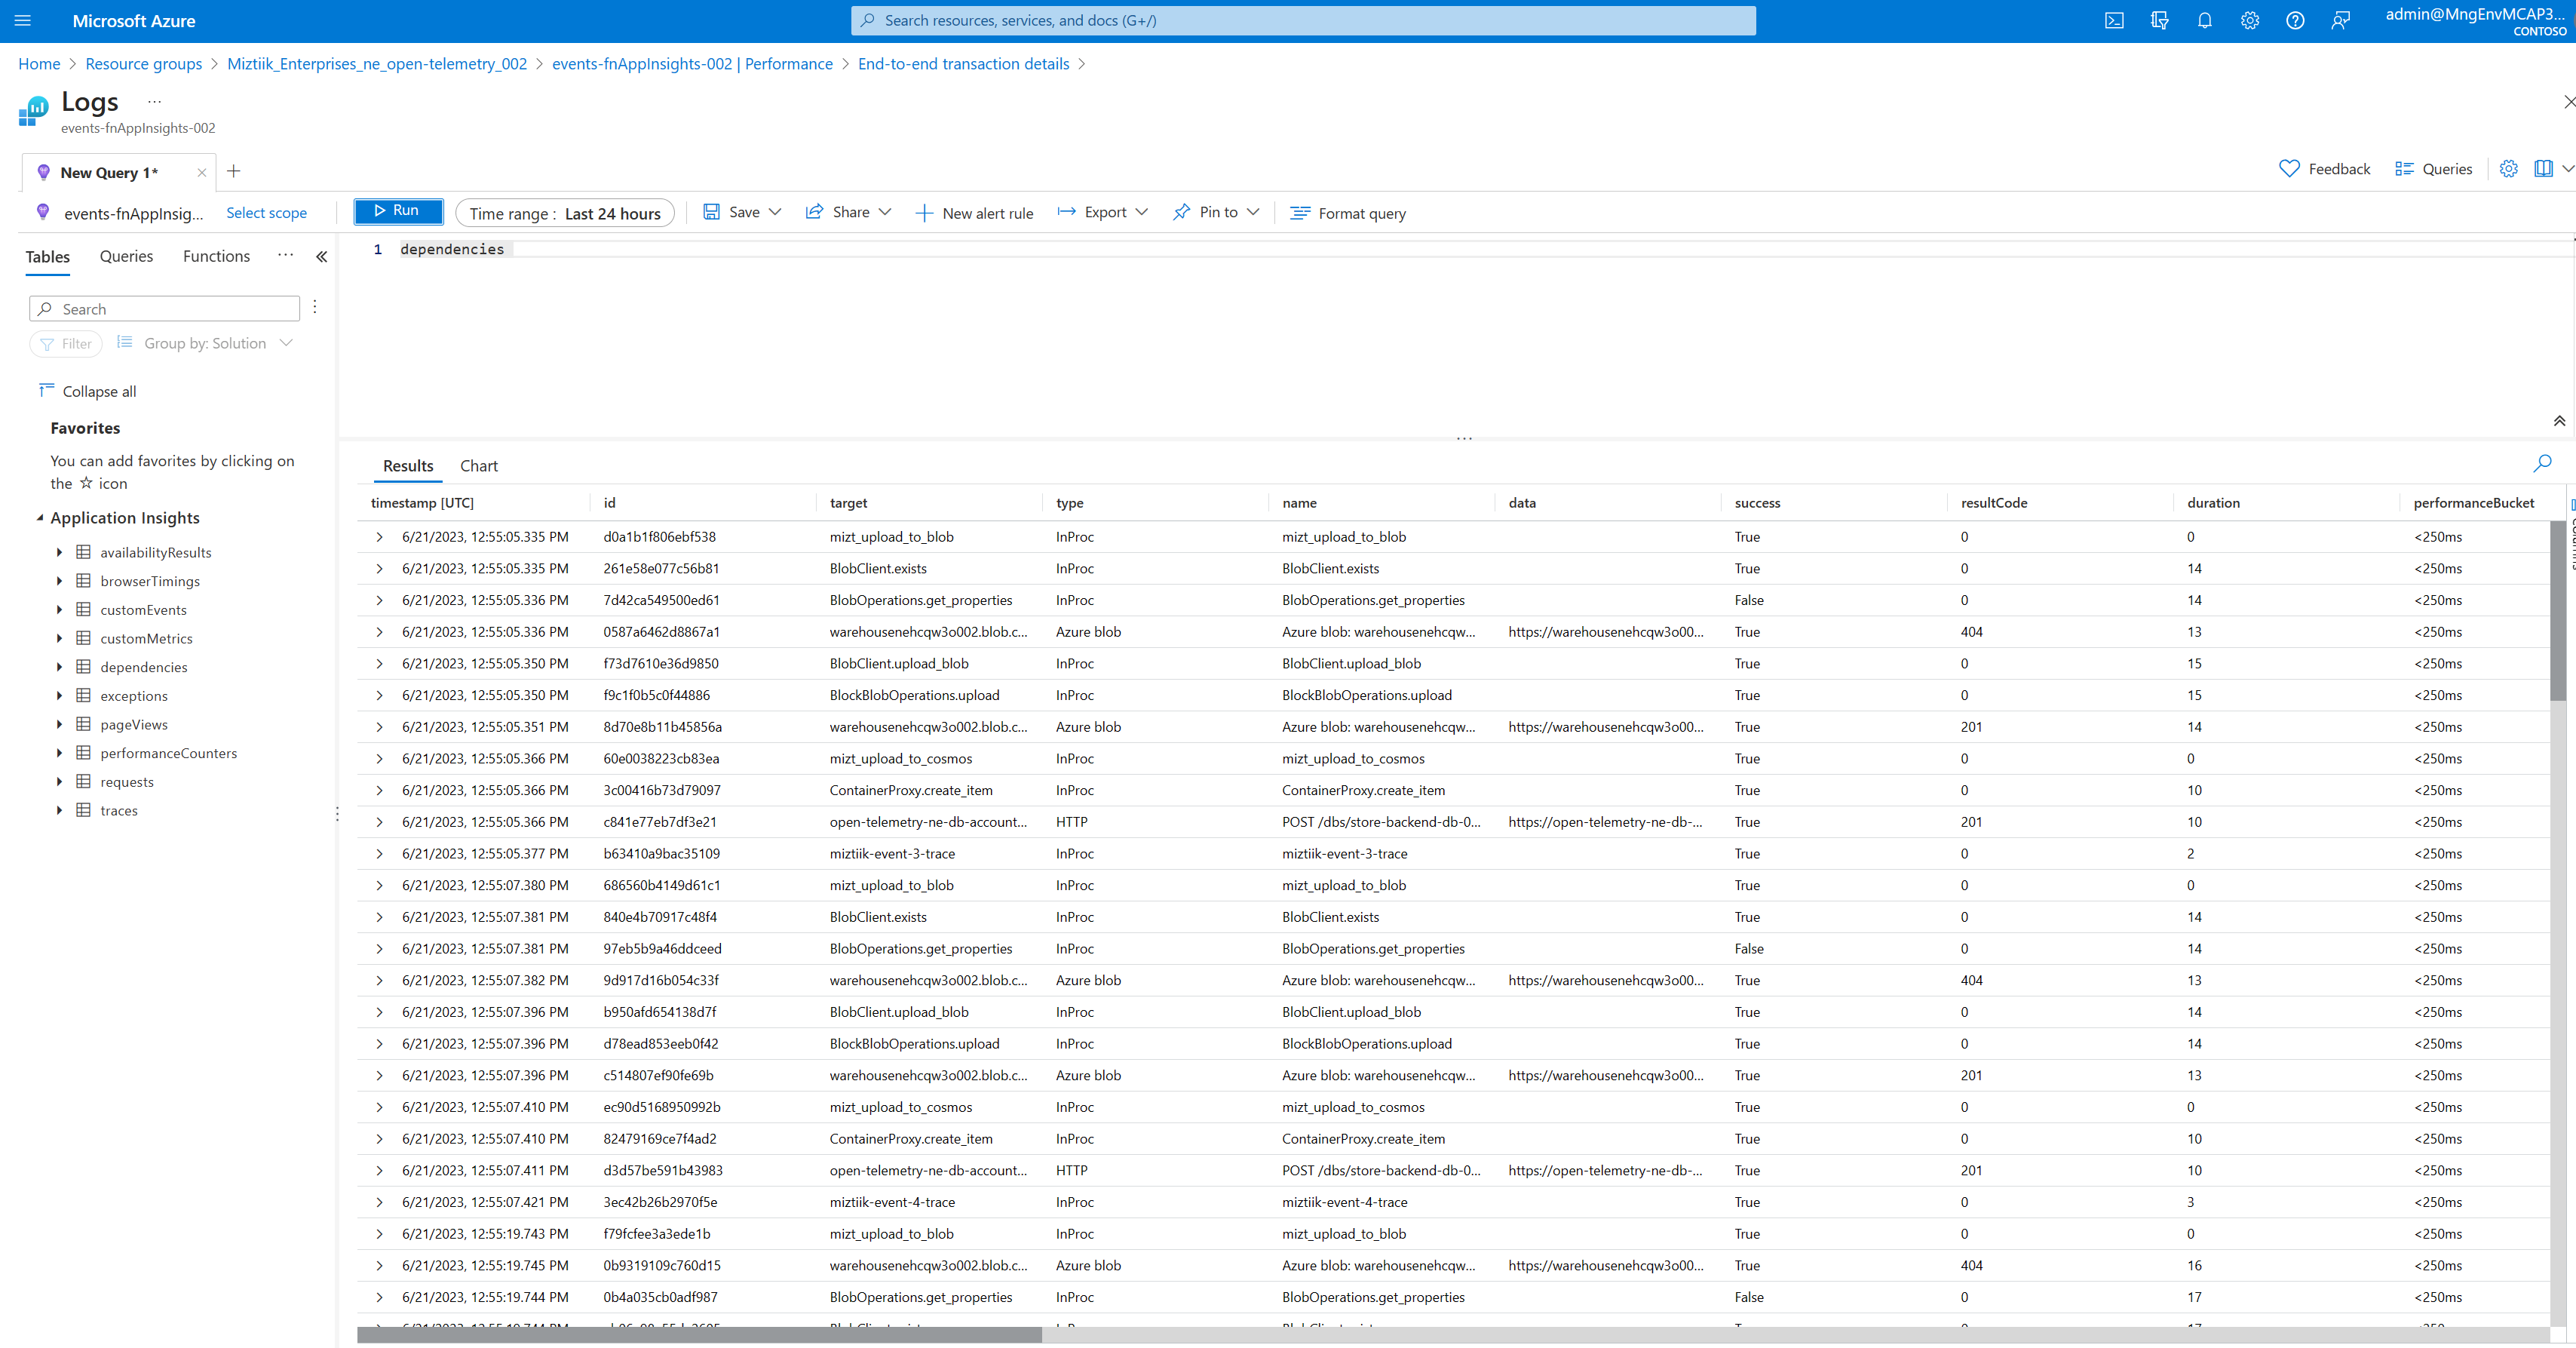 Microsoft Azure
Search resources, services, and docs (G+/)
admin@MngEnvMCAP3...
CONTOSO
Home > Resource groups > Miztiik_Enterprises_ne_open-telemetry_002 > events-fnAppInsights-002 | Performance > End-to-end transaction details >
Logs ...
events-fnAppInsights-002
New Query 1*
Feedback Queries
events-fnAppInsig... Select scope Run Time range : Last 24 hours Save Share New alert rule Export Pin to Format query
Tables Queries Functions ...
1 dependencies
Search
Filter Group by: Solution
Collapse all
Favorites
You can add favorites by clicking on
the ☆ icon
Application Insights
availabilityResults
browserTimings
customEvents
customMetrics
dependencies
exceptions
pageViews
performanceCounters
requests
traces
Results Chart
timestamp [UTC] id target type name data success resultCode duration performanceBucket
6/21/2023, 12:55:05.335 PM d0a1b1f806ebf538 mizt_upload_to_blob InProc mizt_upload_to_blob True 0 0 <250ms
6/21/2023, 12:55:05.335 PM 261e58e077c56b81 BlobClient.exists InProc BlobClient.exists True 0 14 <250ms
6/21/2023, 12:55:05.336 PM 7d42ca549500ed61 BlobOperations.get_properties InProc BlobOperations.get_properties False 0 14 <250ms
6/21/2023, 12:55:05.336 PM 0587a6462d8867a1 warehousenehcqw3o002.blob.c... Azure blob Azure blob: warehousenehcqw... https://warehousenehcqw3o00... True 404 13 <250ms
6/21/2023, 12:55:05.350 PM f73d7610e36d9850 BlobClient.upload_blob InProc BlobClient.upload_blob True 0 15 <250ms
6/21/2023, 12:55:05.350 PM f9c1f0b5c0f44886 BlockBlobOperations.upload InProc BlockBlobOperations.upload True 0 15 <250ms
6/21/2023, 12:55:05.351 PM 8d70e8b11b45856a warehousenehcqw3o002.blob.c... Azure blob Azure blob: warehousenehcqw... https://warehousenehcqw3o00... True 201 14 <250ms
6/21/2023, 12:55:05.366 PM 60e0038223cb83ea mizt_upload_to_cosmos InProc mizt_upload_to_cosmos True 0 0 <250ms
6/21/2023, 12:55:05.366 PM 3c00416b73d79097 ContainerProxy.create_item InProc ContainerProxy.create_item True 0 10 <250ms
6/21/2023, 12:55:05.366 PM c841e77eb7df3e21 open-telemetry-ne-db-account... HTTP POST /dbs/store-backend-db-0... https://open-telemetry-ne-db-... True 201 10 <250ms
6/21/2023, 12:55:05.377 PM b63410a9bac35109 miztiik-event-3-trace InProc miztiik-event-3-trace True 0 2 <250ms
6/21/2023, 12:55:07.380 PM 686560b4149d61c1 mizt_upload_to_blob InProc mizt_upload_to_blob True 0 0 <250ms
6/21/2023, 12:55:07.381 PM 840e4b70917c48f4 BlobClient.exists InProc BlobClient.exists True 0 14 <250ms
6/21/2023, 12:55:07.381 PM 97eb5b9a46ddceed BlobOperations.get_properties InProc BlobOperations.get_properties False 0 14 <250ms
6/21/2023, 12:55:07.382 PM 9d917d16b054c33f warehousenehcqw3o002.blob.c... Azure blob Azure blob: warehousenehcqw... https://warehousenehcqw3o00... True 404 13 <250ms
6/21/2023, 12:55:07.396 PM b950afd654138d7f BlobClient.upload_blob InProc BlobClient.upload_blob True 0 14 <250ms
6/21/2023, 12:55:07.396 PM d78ead853eeb0f42 BlockBlobOperations.upload InProc BlockBlobOperations.upload True 0 14 <250ms
6/21/2023, 12:55:07.396 PM c514807ef90fe69b warehousenehcqw3o002.blob.c... Azure blob Azure blob: warehousenehcqw... https://warehousenehcqw3o00... True 201 13 <250ms
6/21/2023, 12:55:07.410 PM ec90d5168950992b mizt_upload_to_cosmos InProc mizt_upload_to_cosmos True 0 0 <250ms
6/21/2023, 12:55:07.410 PM 82479169ce7f4ad2 ContainerProxy.create_item InProc ContainerProxy.create_item True 0 10 <250ms
6/21/2023, 12:55:07.411 PM d3d57be591b43983 open-telemetry-ne-db-account... HTTP POST /dbs/store-backend-db-0... https://open-telemetry-ne-db-... True 201 10 <250ms
6/21/2023, 12:55:07.421 PM 3ec42b26b2970f5e miztiik-event-4-trace InProc miztiik-event-4-trace True 0 3 <250ms
6/21/2023, 12:55:19.743 PM f79fcfee3a3ede1b mizt_upload_to_blob InProc mizt_upload_to_blob True 0 0 <250ms
6/21/2023, 12:55:19.745 PM 0b9319109c760d15 warehousenehcqw3o002.blob.c... Azure blob Azure blob: warehousenehcqw... https://warehousenehcqw3o00... True 404 16 <250ms
6/21/2023, 12:55:19.744 PM 0b4a035cb0adf987 BlobOperations.get_properties InProc BlobOperations.get_properties False 0 17 <250ms